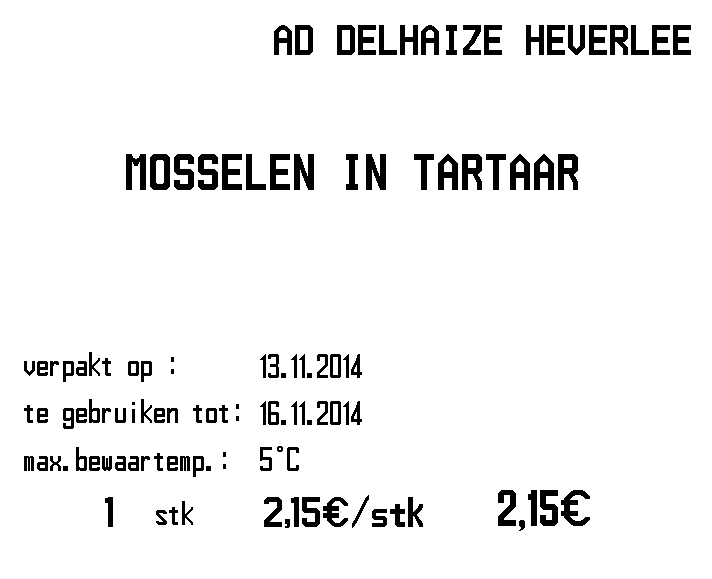 AD DELHAIZE HEVERLEE
MOSSELEN IN TARTAAR
verpakt op : 13.11.2014
te gebruiken tot: 16.11.2014
max.bewaartemp.: 5°C
1 stk 2,15€/stk 2,15€